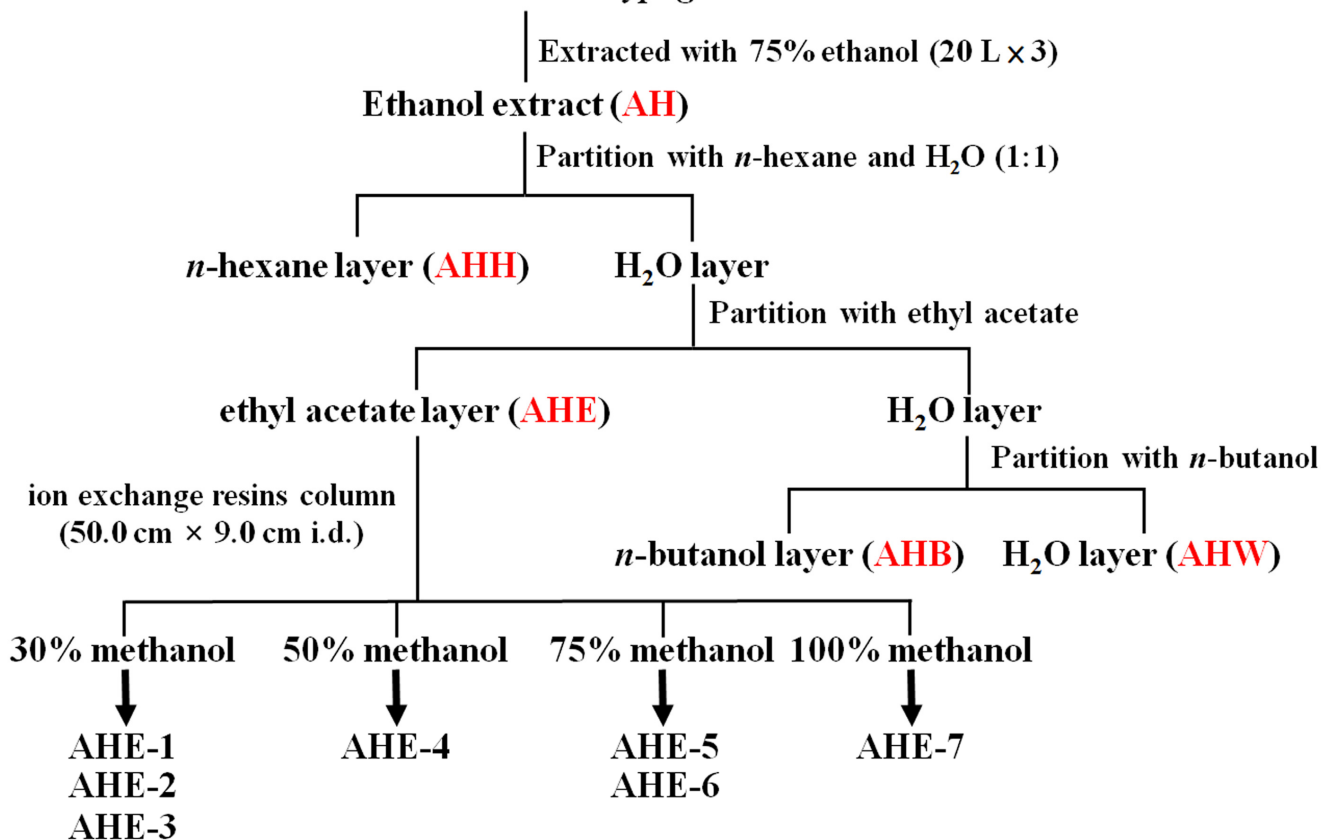 Extracted with 75% ethanol (20 L × 3)
Ethanol extract (AH)
Partition with n-hexane and H₂O (1:1)
n-hexane layer (AHH)
H₂O layer
Partition with ethyl acetate
ethyl acetate layer (AHE)
H₂O layer
Partition with n-butanol
ion exchange resins column
(50.0 cm × 9.0 cm i.d.)
n-butanol layer (AHB)
H₂O layer (AHW)
30% methanol
50% methanol
75% methanol
100% methanol
AHE-1
AHE-2
AHE-3
AHE-4
AHE-5
AHE-6
AHE-7